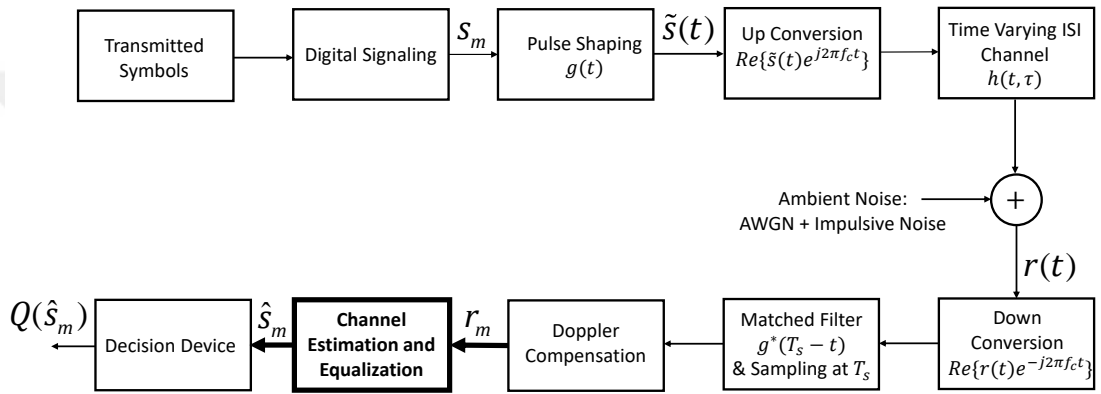 Transmitted
Symbols
Digital Signaling
s_m
Pulse Shaping
g(t)
s̃(t)
Up Conversion
Re{s̃(t)e^{j2πf_ct}}
Time Varying ISI
Channel
h(t, τ)
Ambient Noise:
AWGN + Impulsive Noise
+
r(t)
Q(ŝ_m)
Decision Device
ŝ_m
Channel
Estimation and
Equalization
r_m
Doppler
Compensation
Matched Filter
g*(T_s − t)
& Sampling at T_s
Down
Conversion
Re{r(t)e^{−j2πf_ct}}